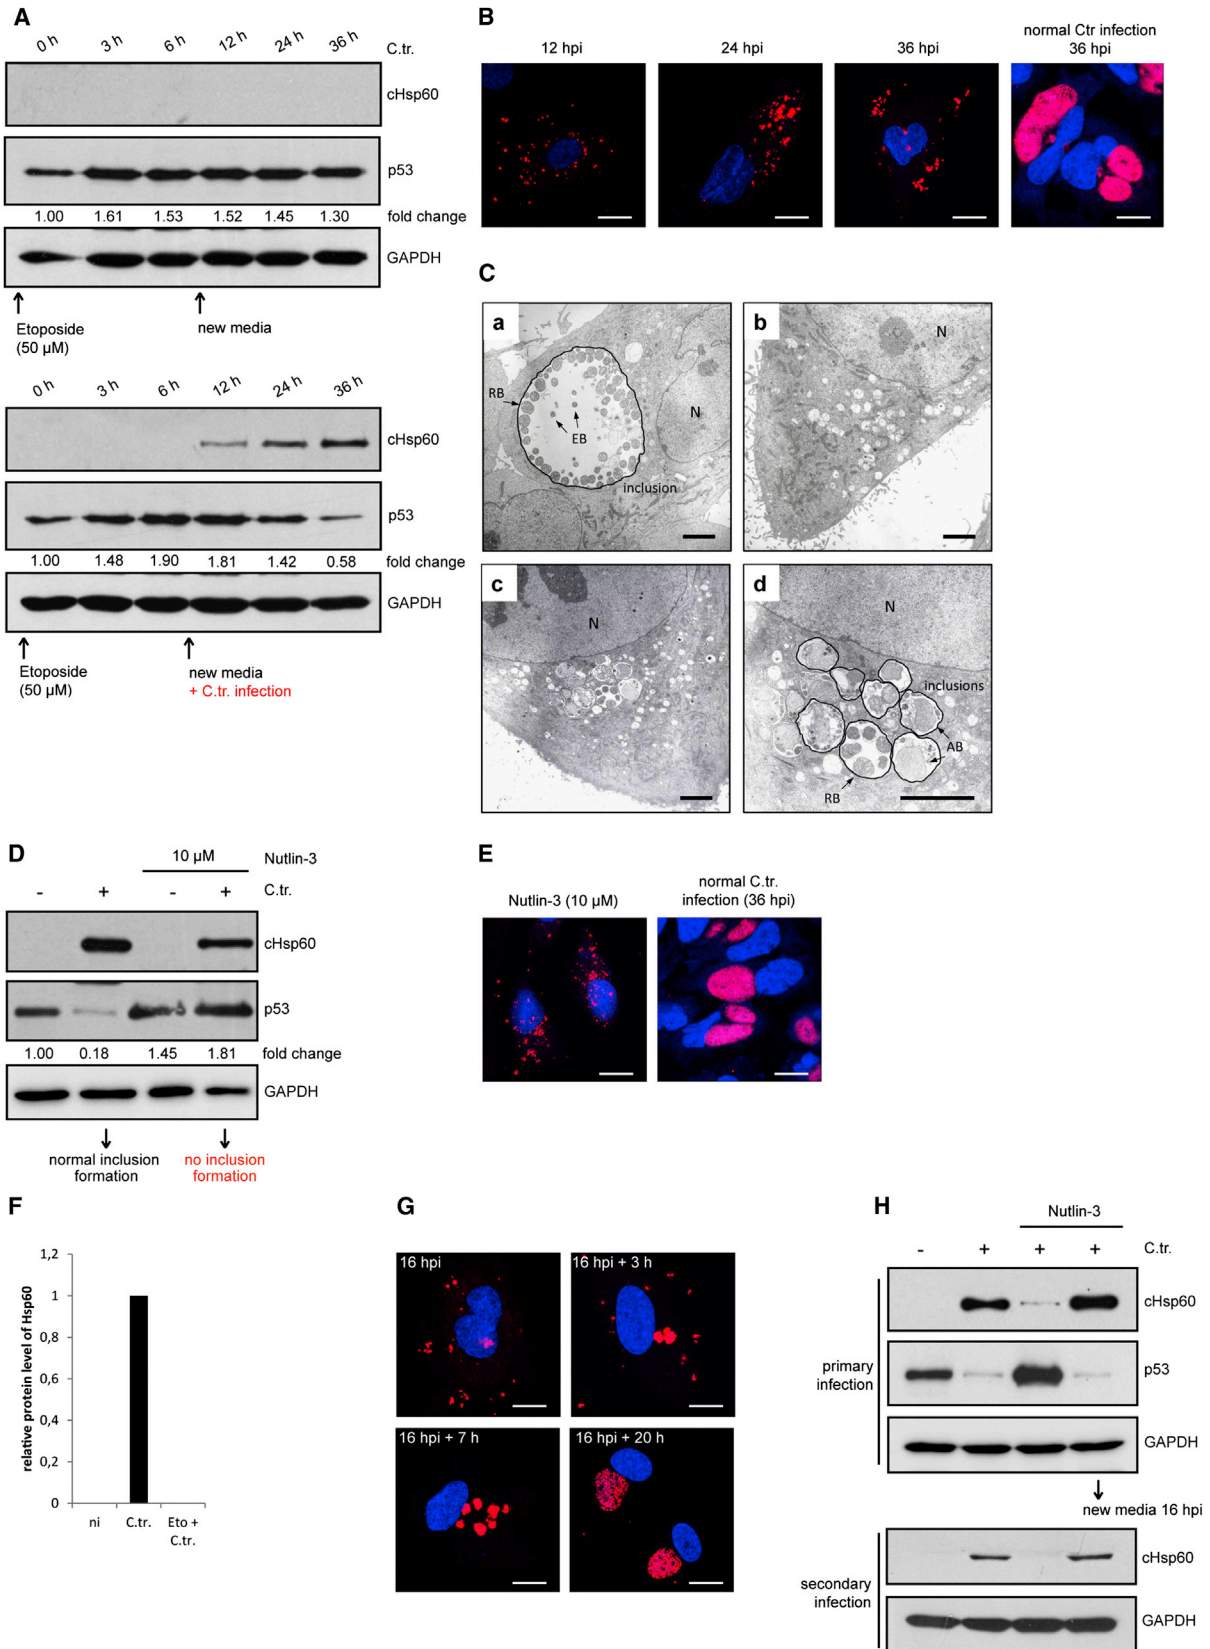 A
0 h 3 h 6 h 12 h 24 h 36 h C.tr.
cHsp60
p53
1.00 1.61 1.53 1.52 1.45 1.30 fold change
GAPDH
Etoposide
(50 µM)
new media
0 h 3 h 6 h 12 h 24 h 36 h
cHsp60
p53
1.00 1.48 1.90 1.81 1.42 0.58 fold change
GAPDH
Etoposide
(50 µM)
new media
+ C.tr. infection
B
12 hpi 24 hpi 36 hpi
normal Ctr infection
36 hpi
C
a
RB
EB
N
inclusion
b
N
c
N
d
N
inclusions
AB
RB
D
10 µM Nutlin-3
- + - + C.tr.
cHsp60
p53
1.00 0.18 1.45 1.81 fold change
GAPDH
normal inclusion
formation
no inclusion
formation
E
Nutlin-3 (10 µM)
normal C.tr.
infection (36 hpi)
F
relative protein level of Hsp60
1,2
1
0,8
0,6
0,4
0,2
0
ni C.tr. Eto +
C.tr.
G
16 hpi
16 hpi + 3 h
16 hpi + 7 h
16 hpi + 20 h
H
Nutlin-3
- + + + C.tr.
cHsp60
primary
infection
p53
GAPDH
new media 16 hpi
cHsp60
secondary
infection
GAPDH